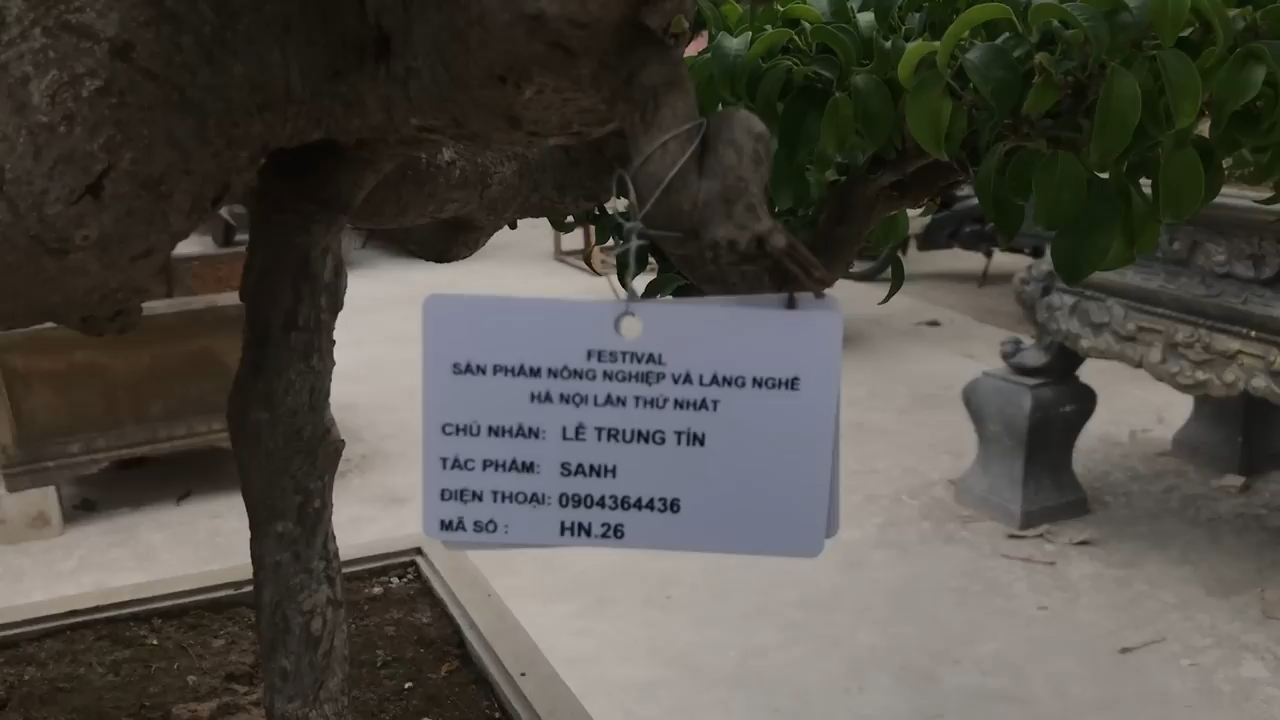 FESTIVAL
SẢN PHẨM NÔNG NGHIỆP VÀ LÀNG NGHỀ
HÀ NỘI LẦN THỨ NHẤT
CHỦ NHÂN: LÊ TRUNG TÍN
TÁC PHẨM: SANH
ĐIỆN THOẠI: 0904364436
MÃ SỐ : HN.26